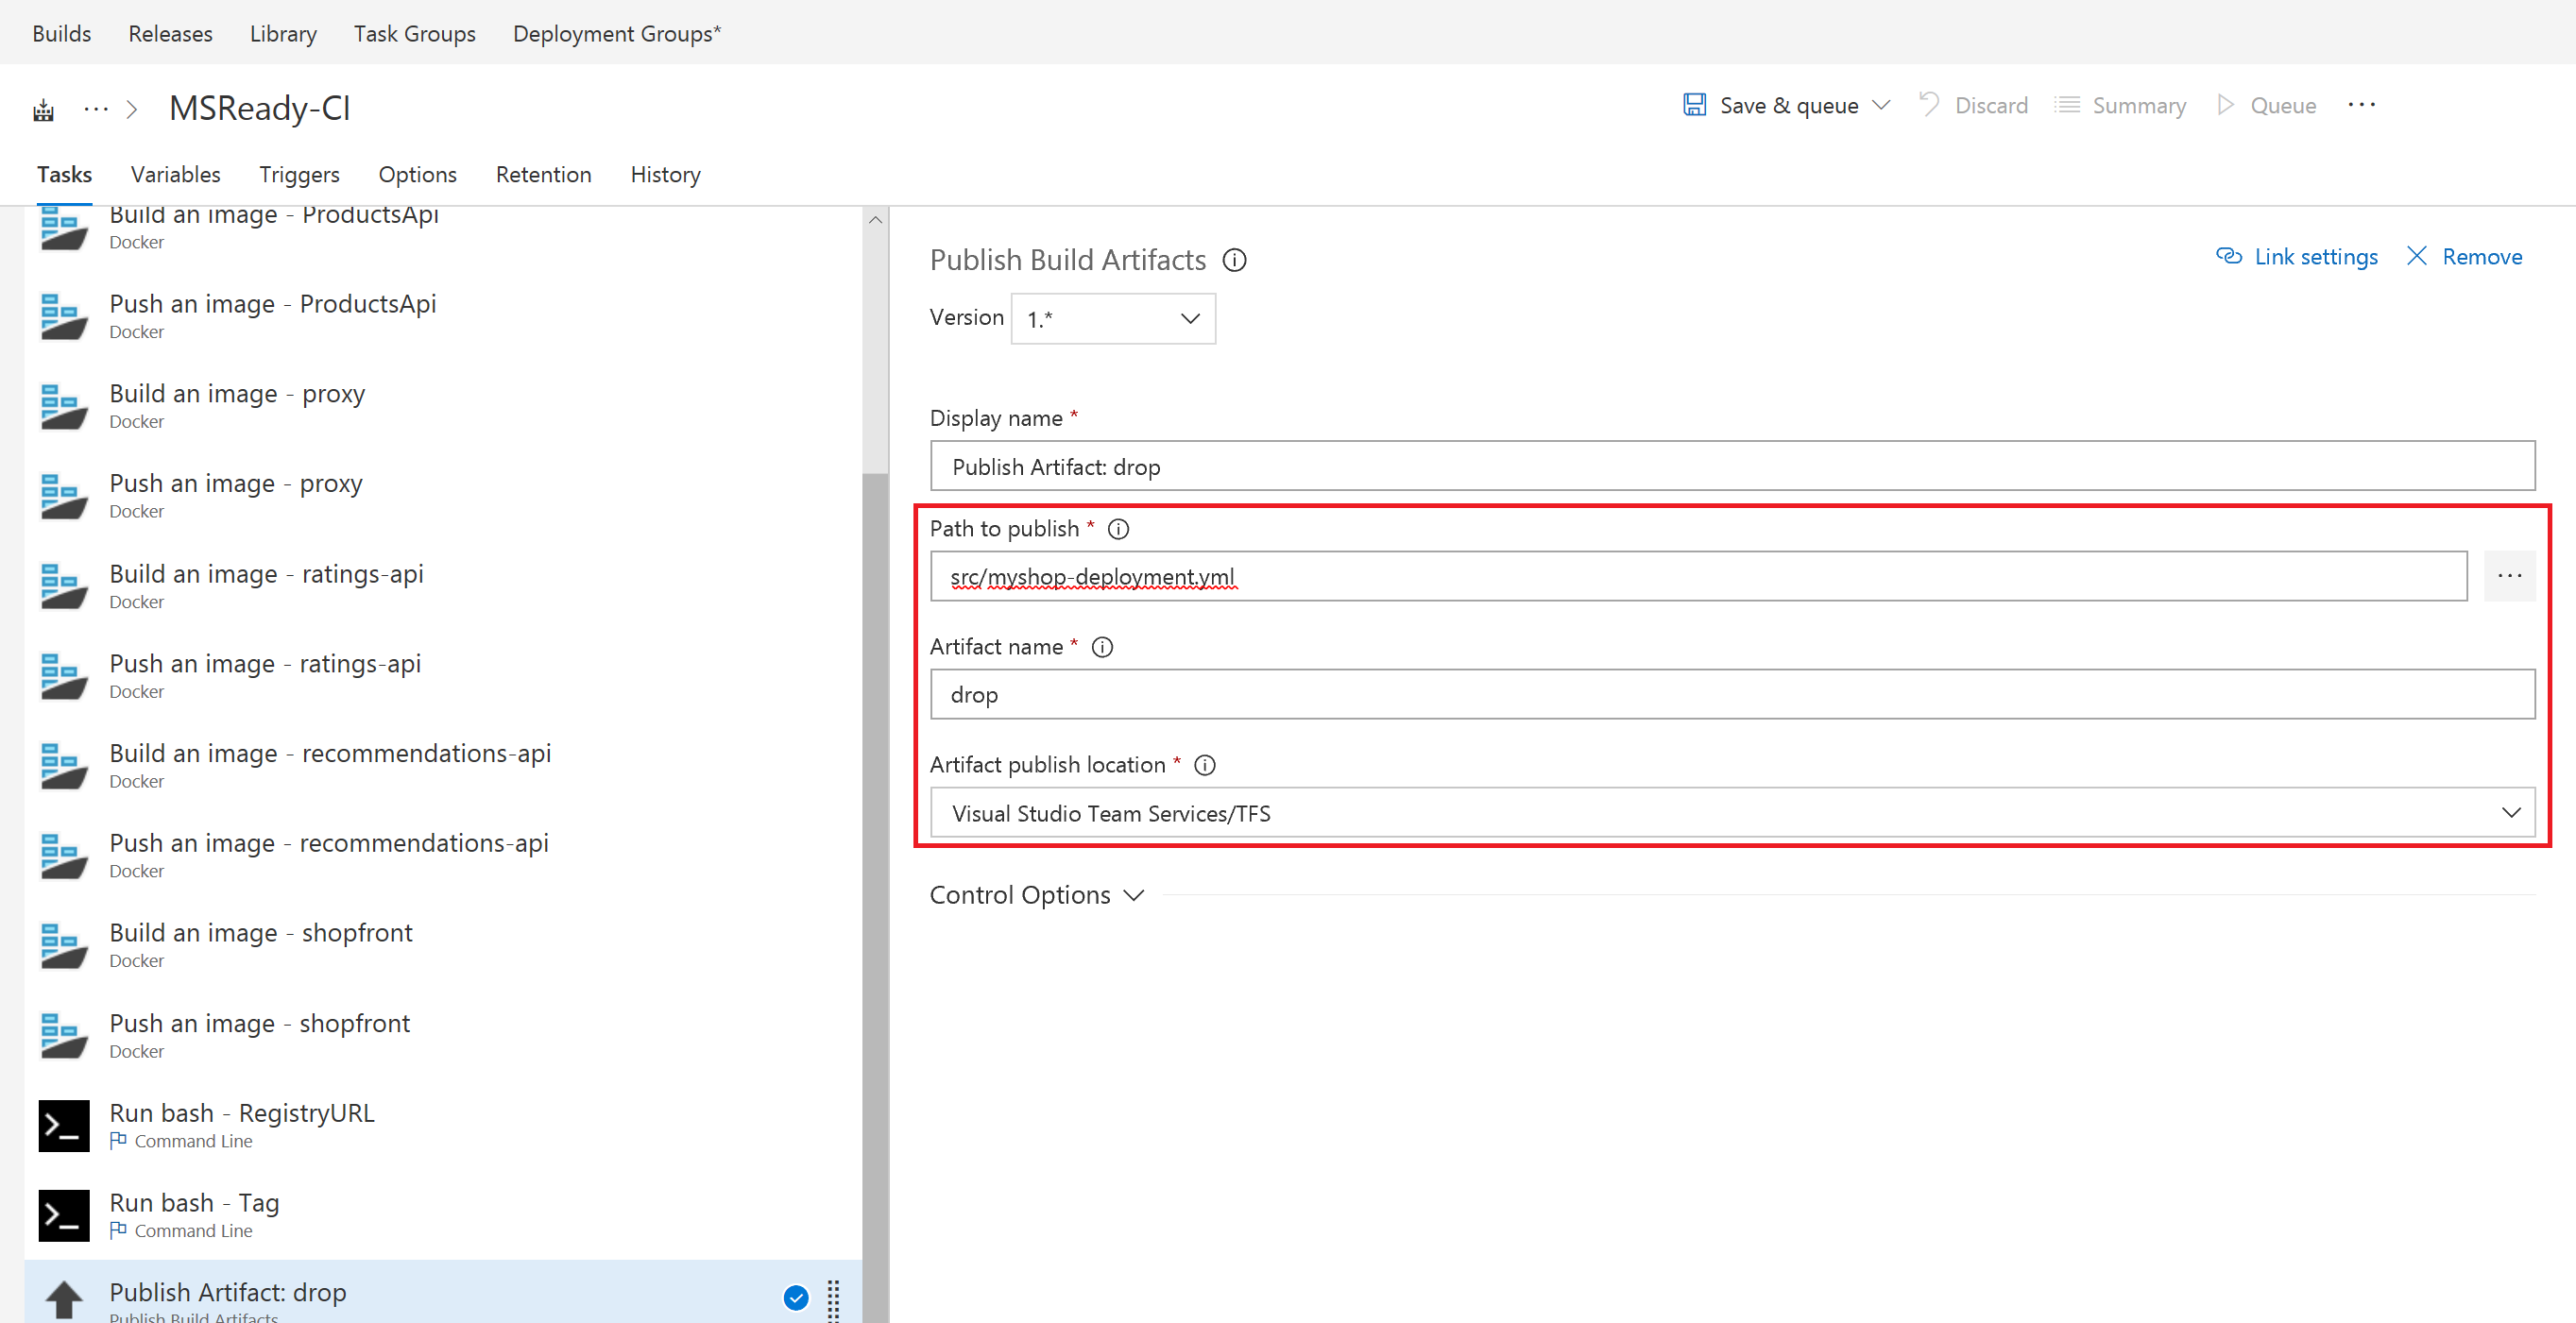 Builds Releases Library Task Groups Deployment Groups*
... > MSReady-CI
Save & queue Discard Summary Queue ...
Tasks Variables Triggers Options Retention History
Build an image - ProductsApi
Docker
Push an image - ProductsApi
Docker
Build an image - proxy
Docker
Push an image - proxy
Docker
Build an image - ratings-api
Docker
Push an image - ratings-api
Docker
Build an image - recommendations-api
Docker
Push an image - recommendations-api
Docker
Build an image - shopfront
Docker
Push an image - shopfront
Docker
Run bash - RegistryURL
Command Line
Run bash - Tag
Command Line
Publish Artifact: drop
Publish Build Artifacts
Publish Build Artifacts
Link settings Remove
Version 1.*
Display name *
Publish Artifact: drop
Path to publish *
src/myshop-deployment.yml
...
Artifact name *
drop
Artifact publish location *
Visual Studio Team Services/TFS
Control Options